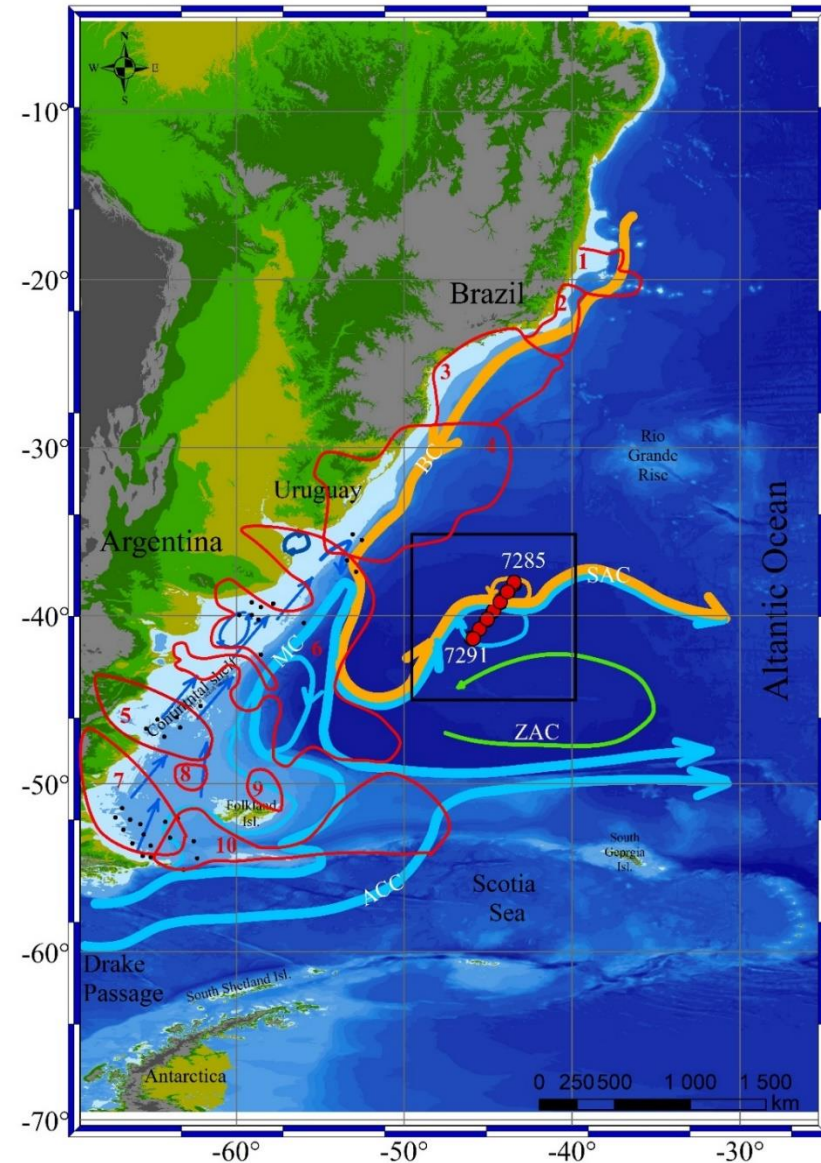 N
W
S
-10°
-20°
-30°
-40°
-50°
-60°
-70°
-60°
-50°
-40°
-30°
Brazil
1
2
3
4
BC
Rio
Grande
Rise
Uruguay
Argentina
7285
SAC
7291
MC
6
Continental shelf
5
ZAC
Altantic Ocean
7
8
9
Folkland
Isl.
10
South
Georgia
Isl.
ACC
Scotia
Sea
Drake
Passage
South Shetland Isl.
Antarctica
0 250 500 1 000 1 500
km